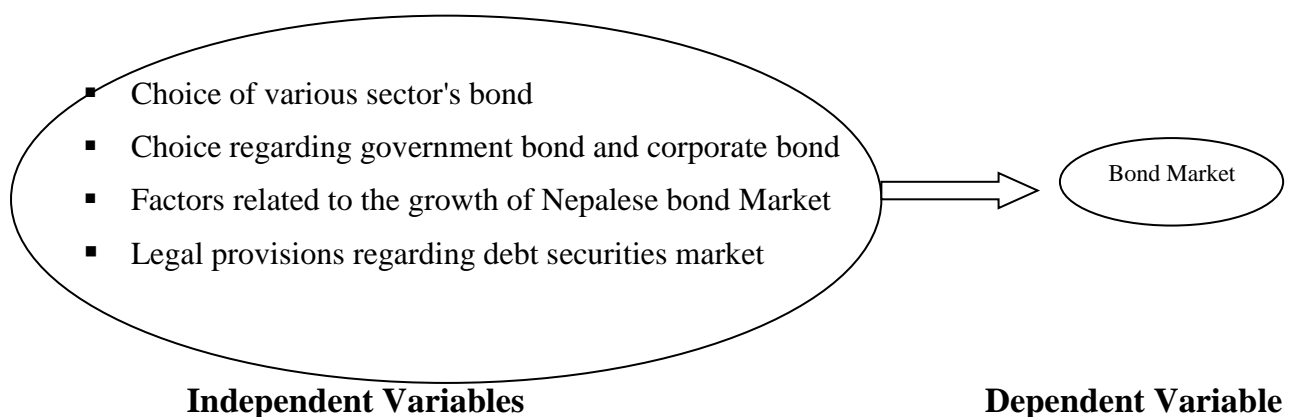 ▪ Choice of various sector's bond
▪ Choice regarding government bond and corporate bond
▪ Factors related to the growth of Nepalese bond Market
▪ Legal provisions regarding debt securities market
Bond Market
Independent Variables
Dependent Variable